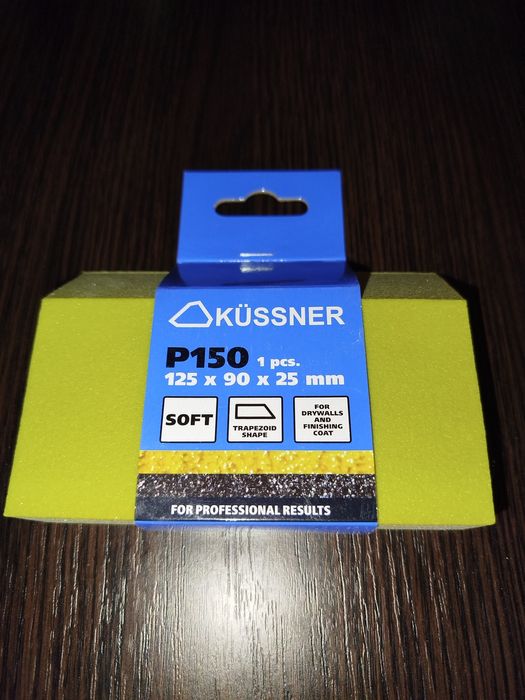 KÜSSNER
P150 1 pcs.
125 x 90 x 25 mm
SOFT
TRAPEZOID
SHAPE
FOR
DRYWALLS
AND
FINISHING
COAT
FOR PROFESSIONAL RESULTS